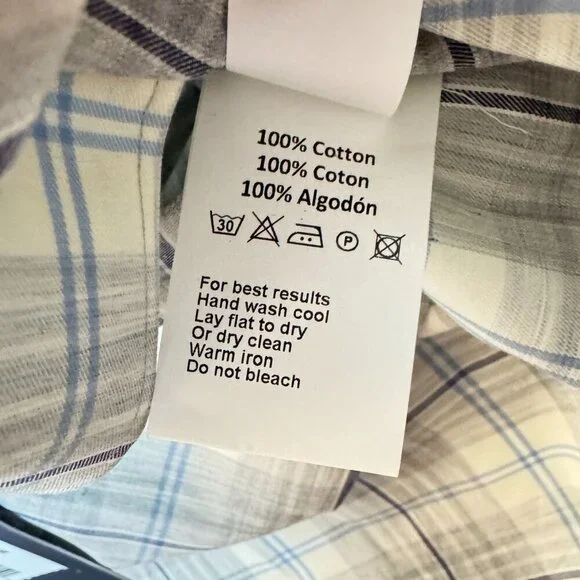 100% Cotton
100% Coton
100% Algodón
30 P
For best results
Hand wash cool
Lay flat to dry
Or dry clean
Warm iron
Do not bleach